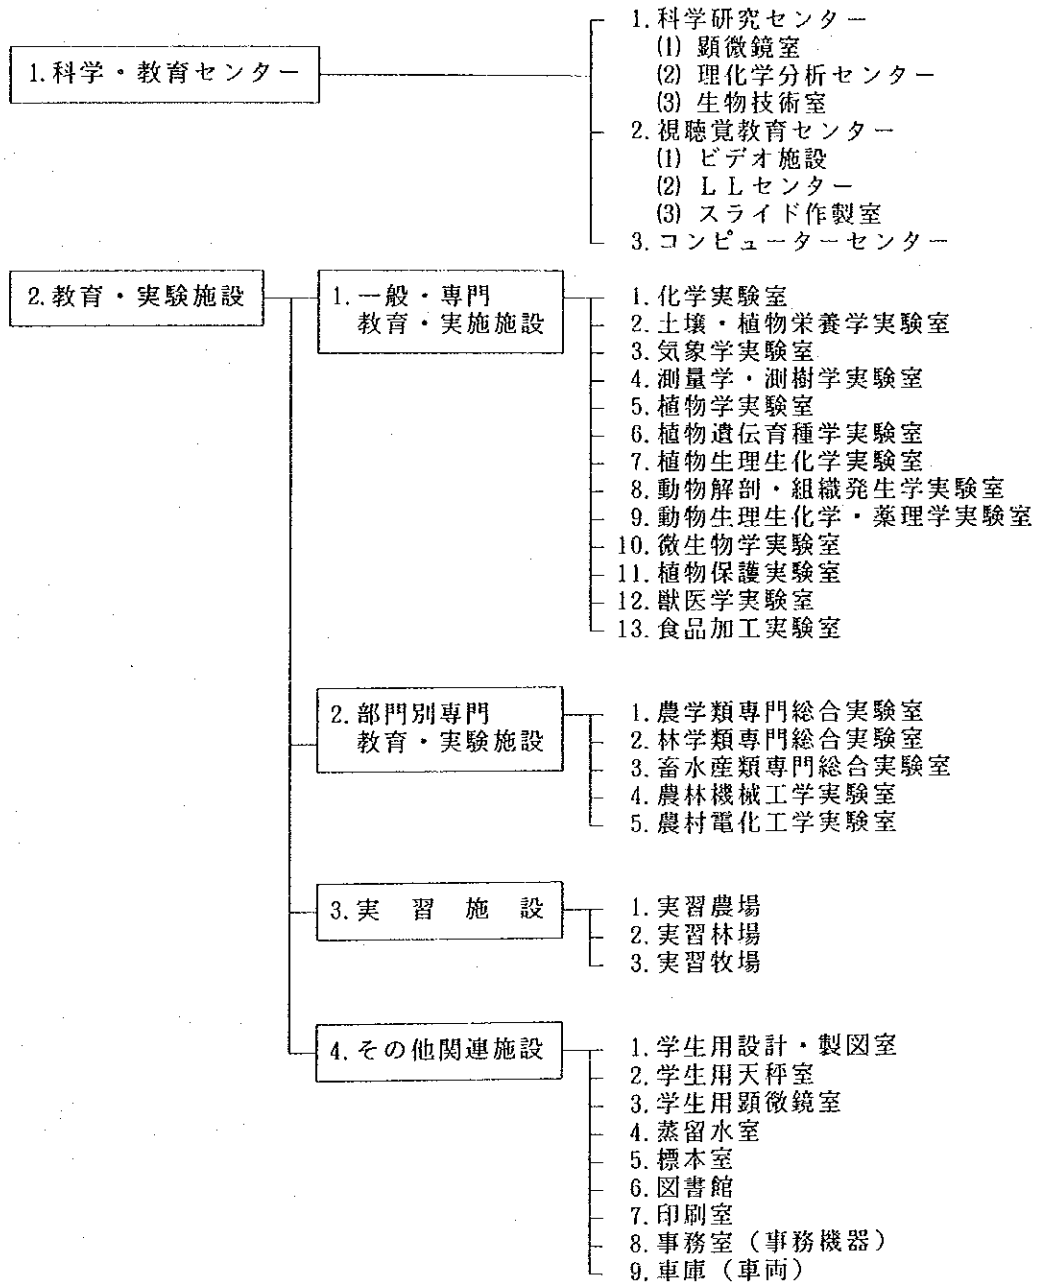 1.科学・教育センター
1.科学研究センター
(1) 顕微鏡室
(2) 理化学分析センター
(3) 生物技術室
2.視聴覚教育センター
(1) ビデオ施設
(2) LLセンター
(3) スライド作製室
3.コンピューターセンター
2.教育・実験施設
1.一般・専門
教育・実施施設
1.化学実験室
2.土壌・植物栄養学実験室
3.気象学実験室
4.測量学・測樹学実験室
5.植物学実験室
6.植物遺伝育種学実験室
7.植物生理生化学実験室
8.動物解剖・組織発生学実験室
9.動物生理生化学・薬理学実験室
10.微生物学実験室
11.植物保護実験室
12.獣医学実験室
13.食品加工実験室
2.部門別専門
教育・実験施設
1.農学類専門総合実験室
2.林学類専門総合実験室
3.畜水産類専門総合実験室
4.農林機械工学実験室
5.農村電化工学実験室
3.実習施設
1.実習農場
2.実習林場
3.実習牧場
4.その他関連施設
1.学生用設計・製図室
2.学生用天秤室
3.学生用顕微鏡室
4.蒸留水室
5.標本室
6.図書館
7.印刷室
8.事務室（事務機器）
9.車庫（車両）